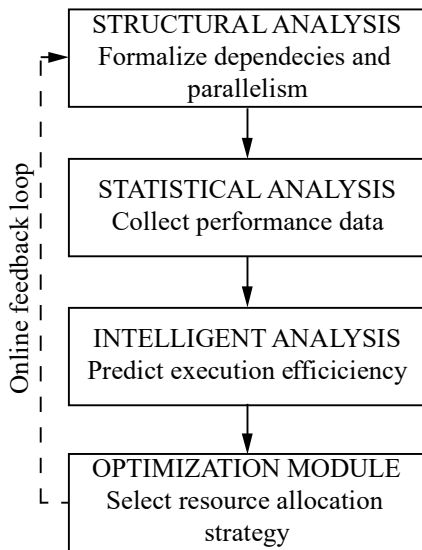 STRUCTURAL ANALYSIS
Formalize dependecies and
parallelism
STATISTICAL ANALYSIS
Collect performance data
INTELLIGENT ANALYSIS
Predict execution efficiciency
OPTIMIZATION MODULE
Select resource allocation
strategy
Online feedback loop